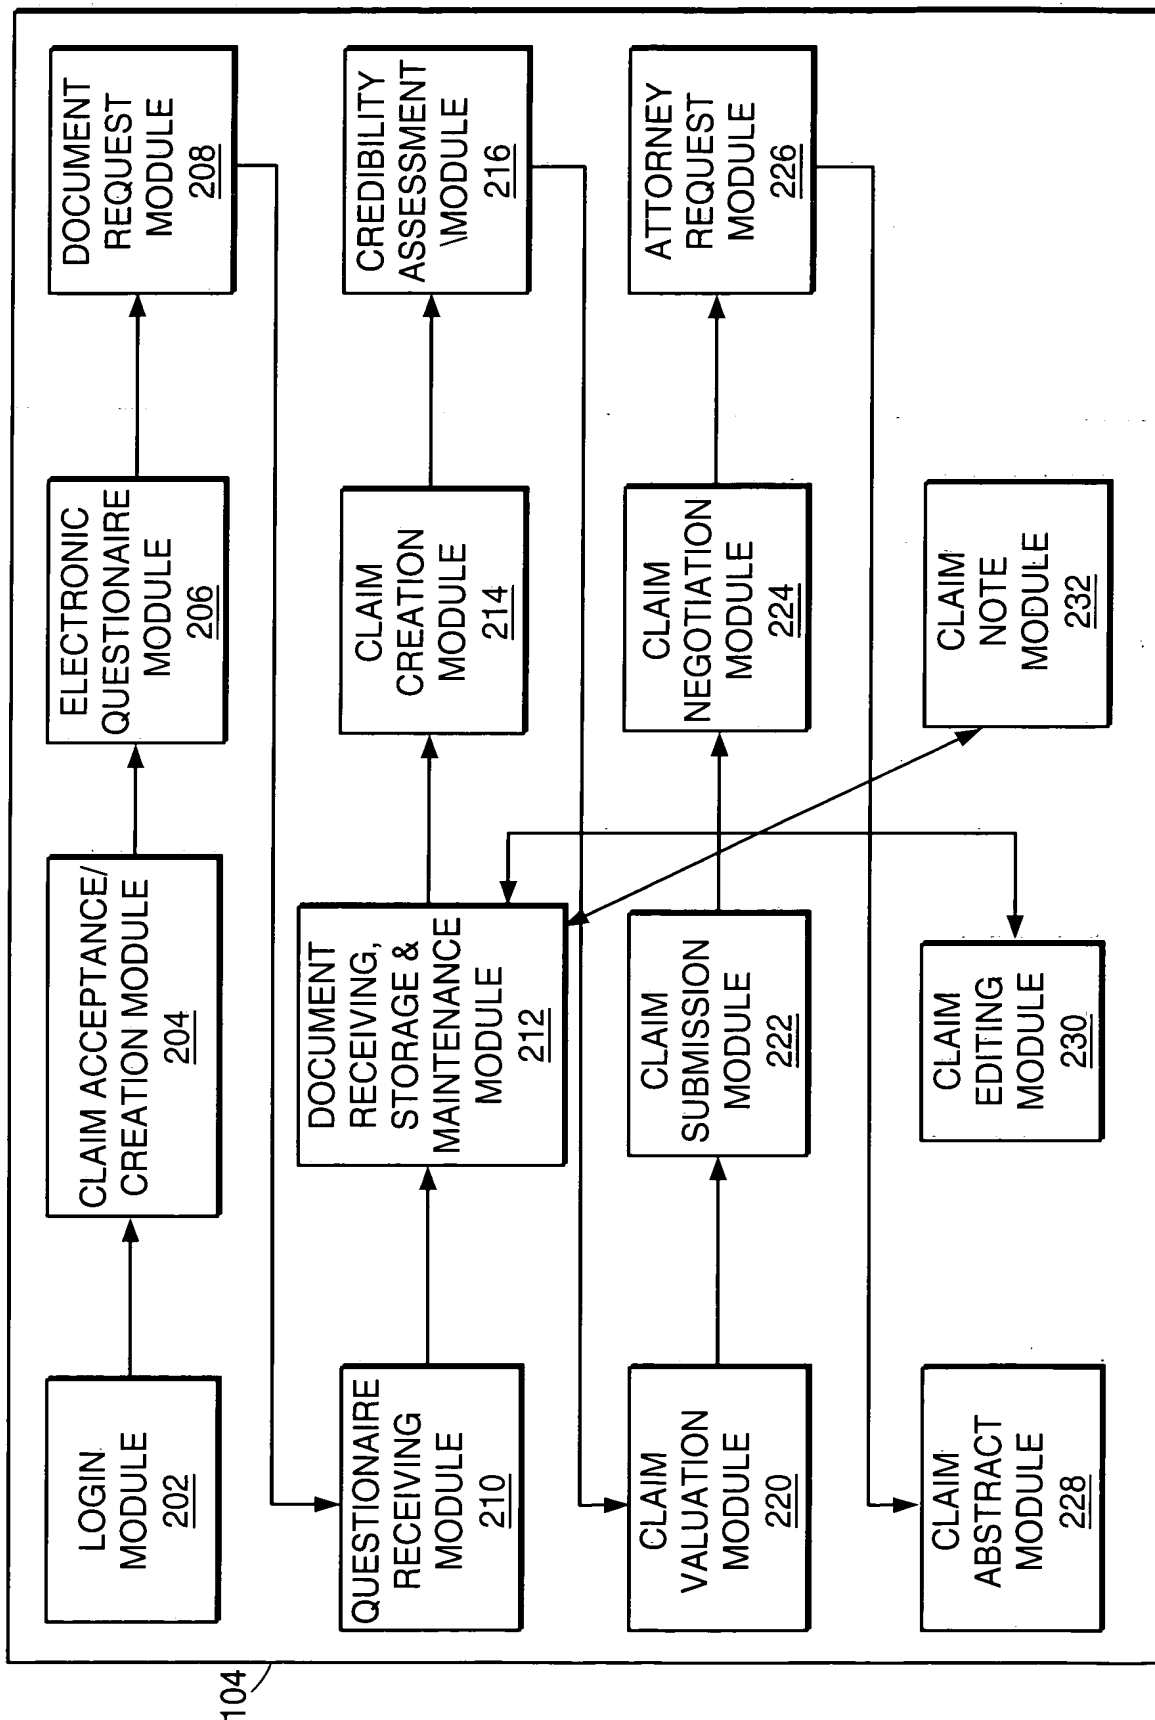 104
LOGIN
MODULE
202
CLAIM ACCEPTANCE/
CREATION MODULE
204
ELECTRONIC
QUESTIONAIRE
MODULE
206
DOCUMENT
REQUEST
MODULE
208
QUESTIONAIRE
RECEIVING
MODULE
210
DOCUMENT
RECEIVING,
STORAGE &
MAINTENANCE
MODULE
212
CLAIM
CREATION
MODULE
214
CREDIBILITY
ASSESSMENT
\MODULE
216
CLAIM
VALUATION
MODULE
220
CLAIM
SUBMISSION
MODULE
222
CLAIM
NEGOTIATION
MODULE
224
ATTORNEY
REQUEST
MODULE
226
CLAIM
ABSTRACT
MODULE
228
CLAIM
EDITING
MODULE
230
CLAIM
NOTE
MODULE
232